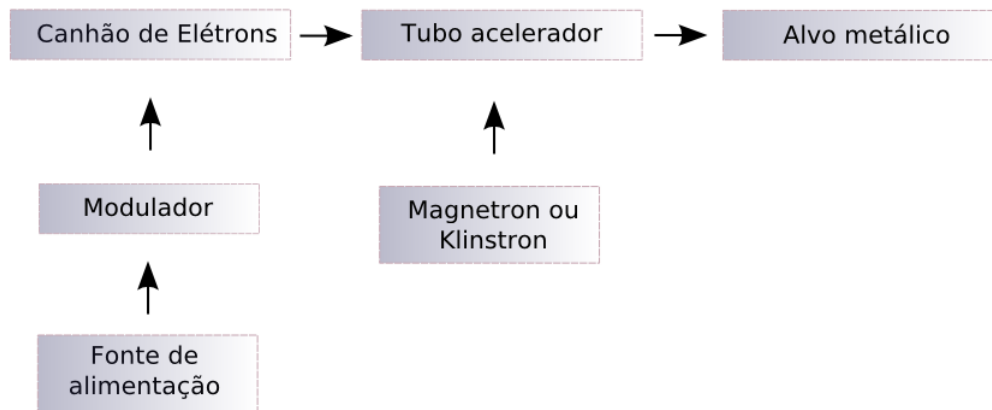 Canhão de Elétrons
Tubo acelerador
Alvo metálico
Modulador
Magnetron ou
Klinstron
Fonte de
alimentação